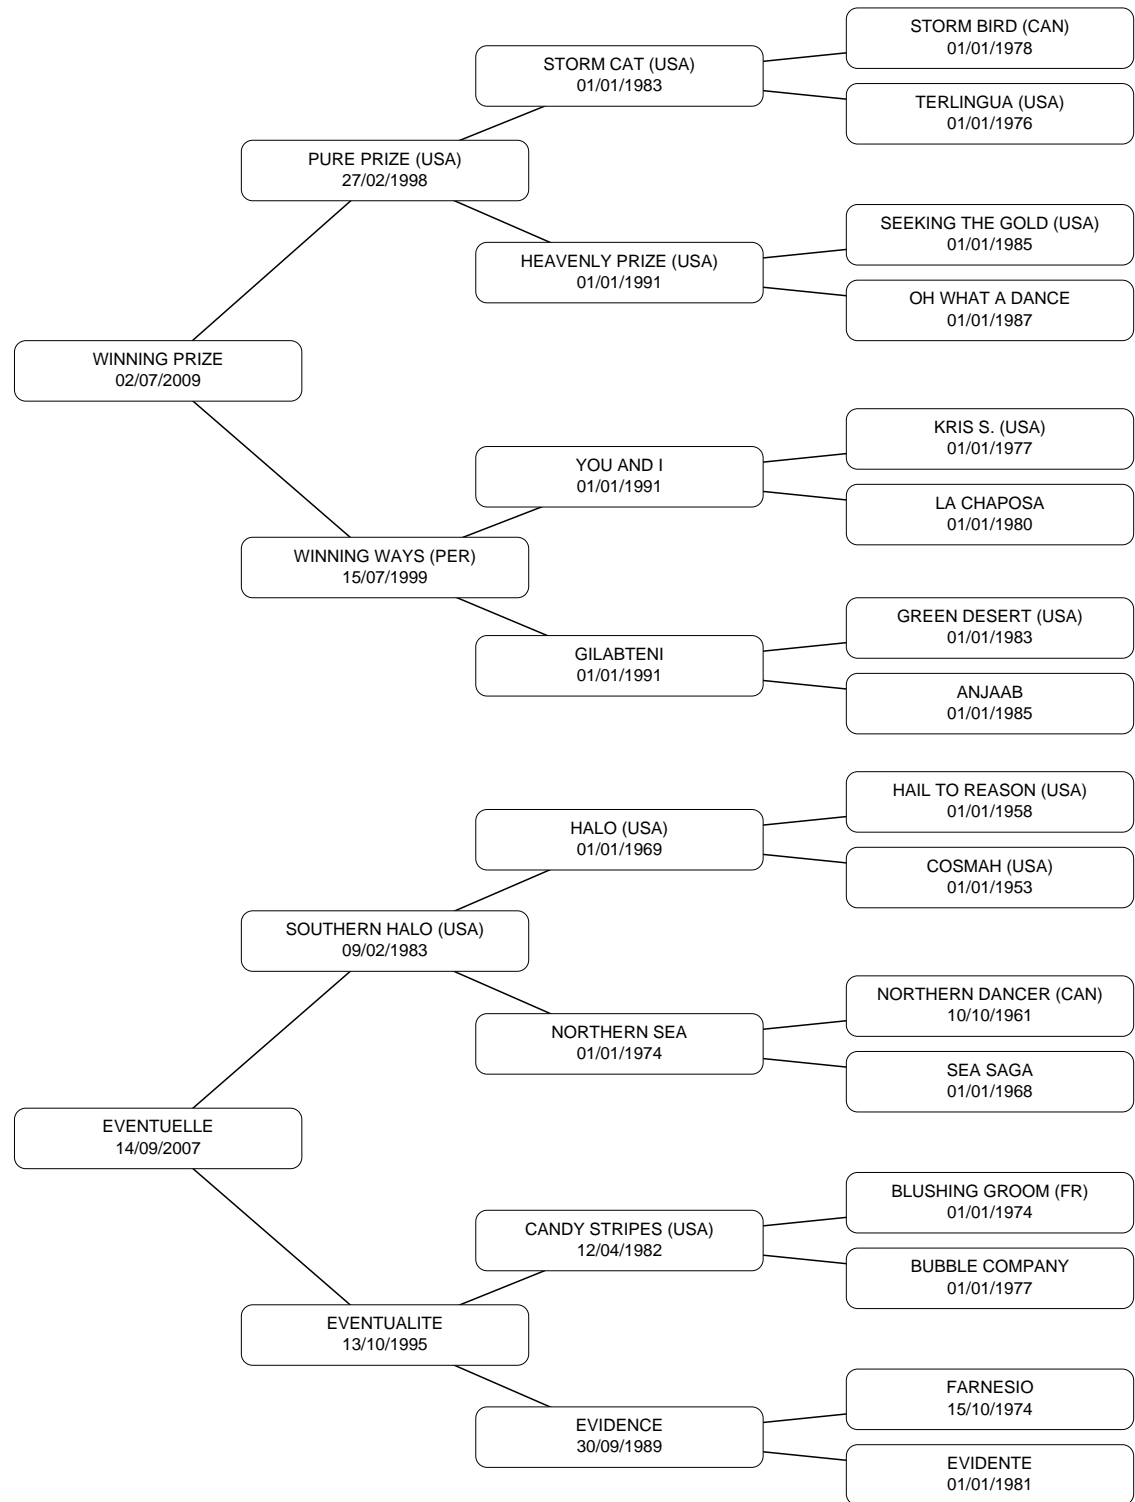 STORM BIRD (CAN)
01/01/1978
STORM CAT (USA)
01/01/1983
TERLINGUA (USA)
01/01/1976
PURE PRIZE (USA)
27/02/1998
SEEKING THE GOLD (USA)
01/01/1985
HEAVENLY PRIZE (USA)
01/01/1991
OH WHAT A DANCE
01/01/1987
WINNING PRIZE
02/07/2009
KRIS S. (USA)
01/01/1977
YOU AND I
01/01/1991
LA CHAPOSA
01/01/1980
WINNING WAYS (PER)
15/07/1999
GREEN DESERT (USA)
01/01/1983
GILABTENI
01/01/1991
ANJAAB
01/01/1985
HAIL TO REASON (USA)
01/01/1958
HALO (USA)
01/01/1969
COSMAH (USA)
01/01/1953
SOUTHERN HALO (USA)
09/02/1983
NORTHERN DANCER (CAN)
10/10/1961
NORTHERN SEA
01/01/1974
SEA SAGA
01/01/1968
EVENTUELLE
14/09/2007
BLUSHING GROOM (FR)
01/01/1974
CANDY STRIPES (USA)
12/04/1982
BUBBLE COMPANY
01/01/1977
EVENTUALITE
13/10/1995
FARNESIO
15/10/1974
EVIDENCE
30/09/1989
EVIDENTE
01/01/1981